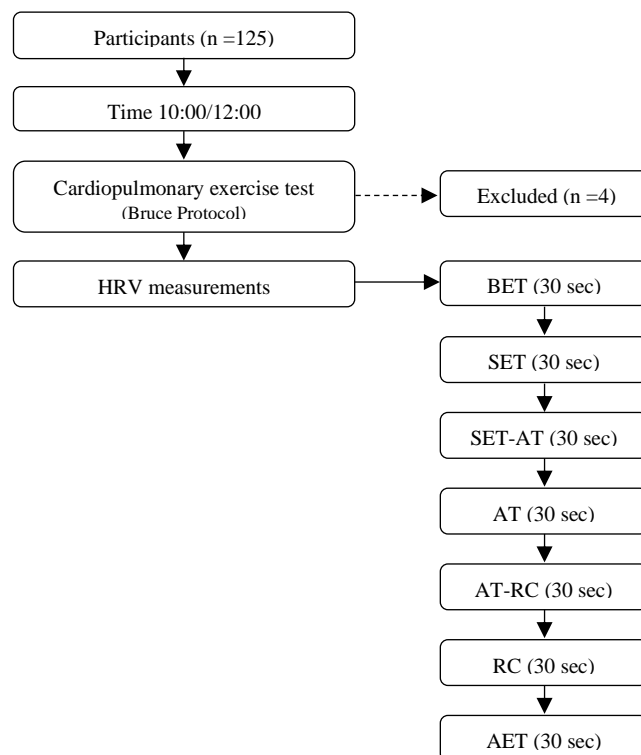 Participants (n =125)
Time 10:00/12:00
Cardiopulmonary exercise test
(Bruce Protocol)
Excluded (n =4)
HRV measurements
BET (30 sec)
SET (30 sec)
SET-AT (30 sec)
AT (30 sec)
AT-RC (30 sec)
RC (30 sec)
AET (30 sec)